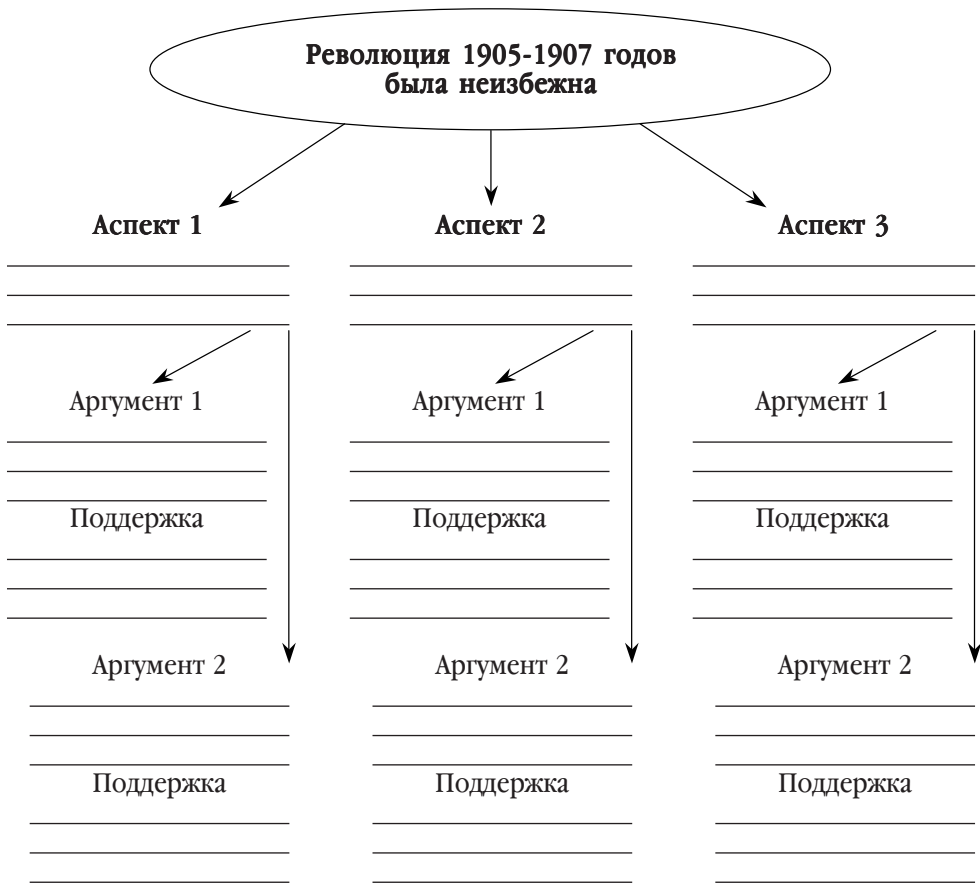 Революция 1905-1907 годов
была неизбежна
Аспект 1
Аспект 2
Аспект 3
Аргумент 1
Аргумент 1
Аргумент 1
Поддержка
Поддержка
Поддержка
Аргумент 2
Аргумент 2
Аргумент 2
Поддержка
Поддержка
Поддержка